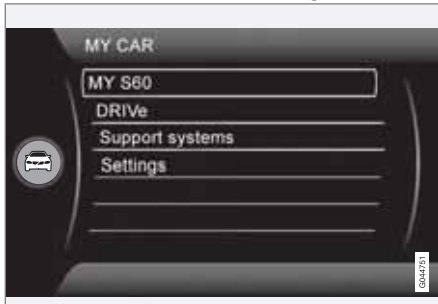 MY CAR
MY S60
DRIVe
Support systems
Settings
G044751